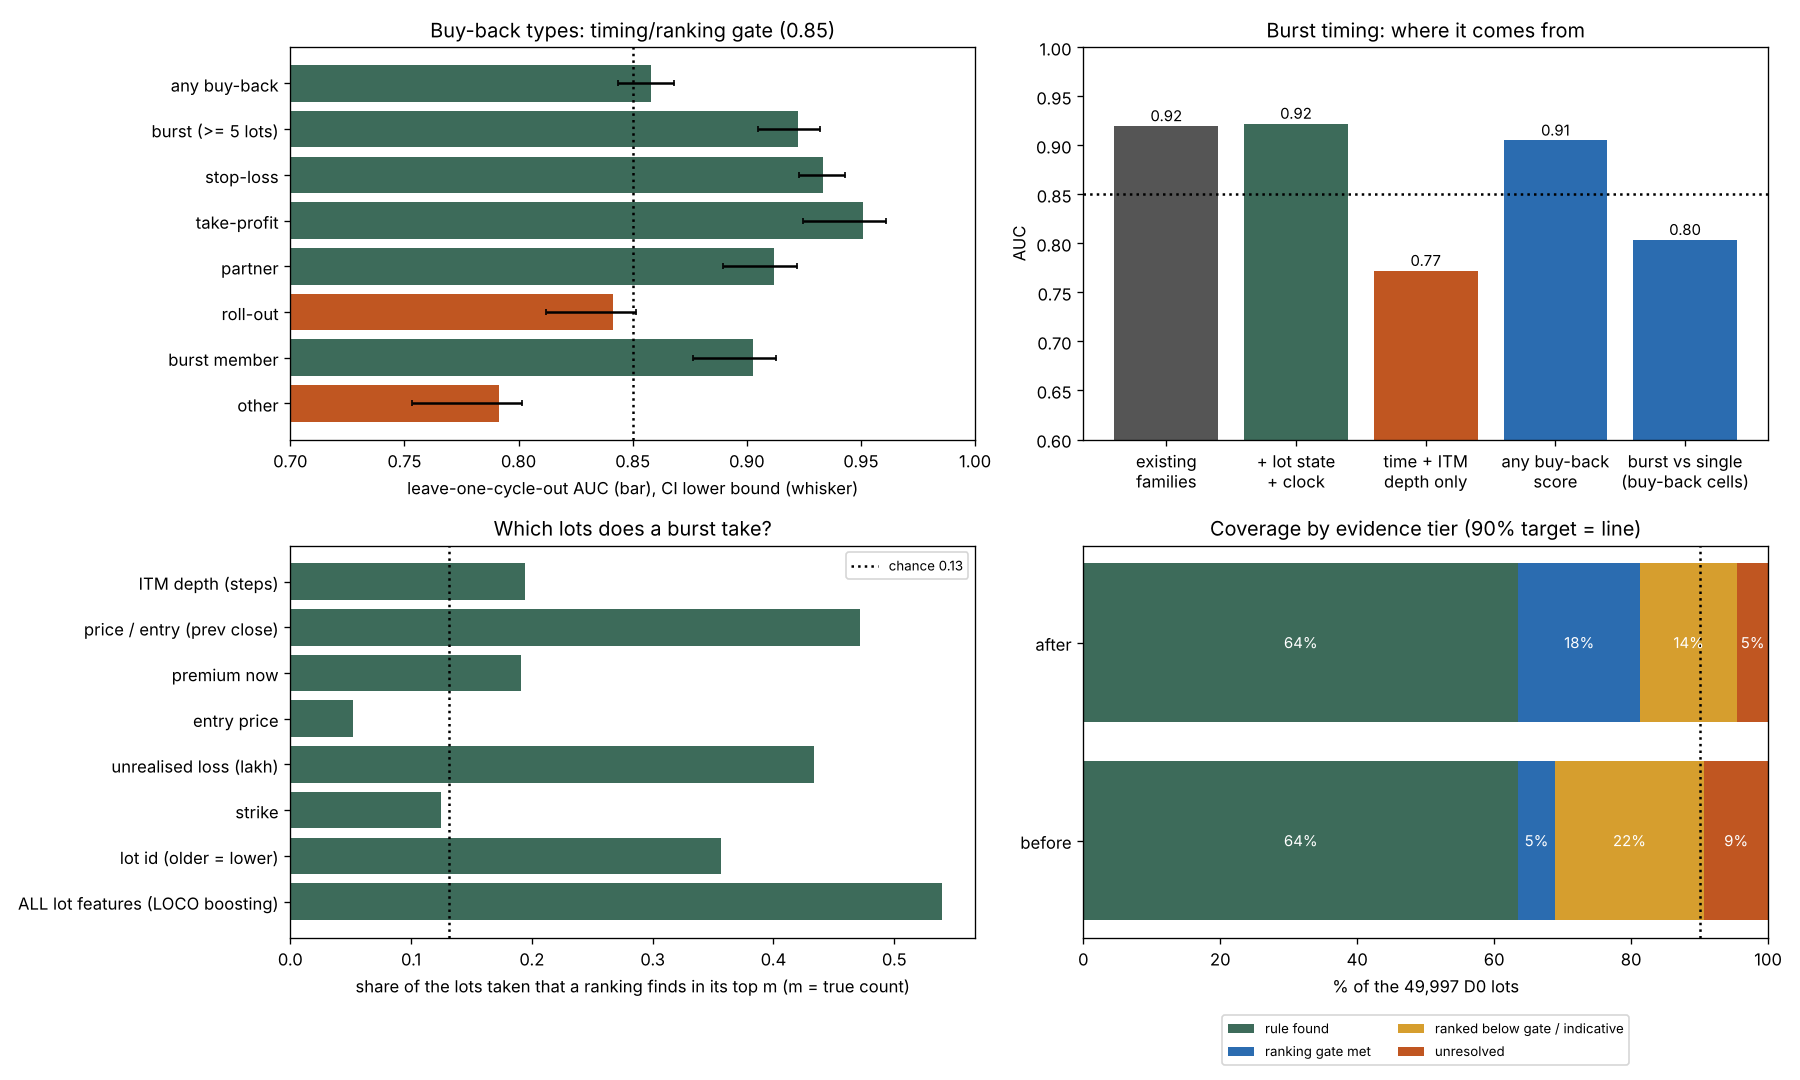 Buy-back types: timing/ranking gate (0.85)
any buy-back
burst (>= 5 lots)
stop-loss
take-profit
partner
roll-out
burst member
other
0.70 0.75 0.80 0.85 0.90 0.95 1.00
leave-one-cycle-out AUC (bar), CI lower bound (whisker)
Burst timing: where it comes from
1.00
0.95
0.90
0.85
0.80
0.75
0.70
0.65
0.60
AUC
0.92
0.92
0.77
0.91
0.80
existing
families
+ lot state
+ clock
time + ITM
depth only
any buy-back
score
burst vs single
(buy-back cells)
Which lots does a burst take?
chance 0.13
ITM depth (steps)
price / entry (prev close)
premium now
entry price
unrealised loss (lakh)
strike
lot id (older = lower)
ALL lot features (LOCO boosting)
0.0 0.1 0.2 0.3 0.4 0.5
share of the lots taken that a ranking finds in its top m (m = true count)
Coverage by evidence tier (90% target = line)
after
64% 18% 14% 5%
before
64% 5% 22% 9%
0 20 40 60 80 100
% of the 49,997 D0 lots
rule found
ranking gate met
ranked below gate / indicative
unresolved